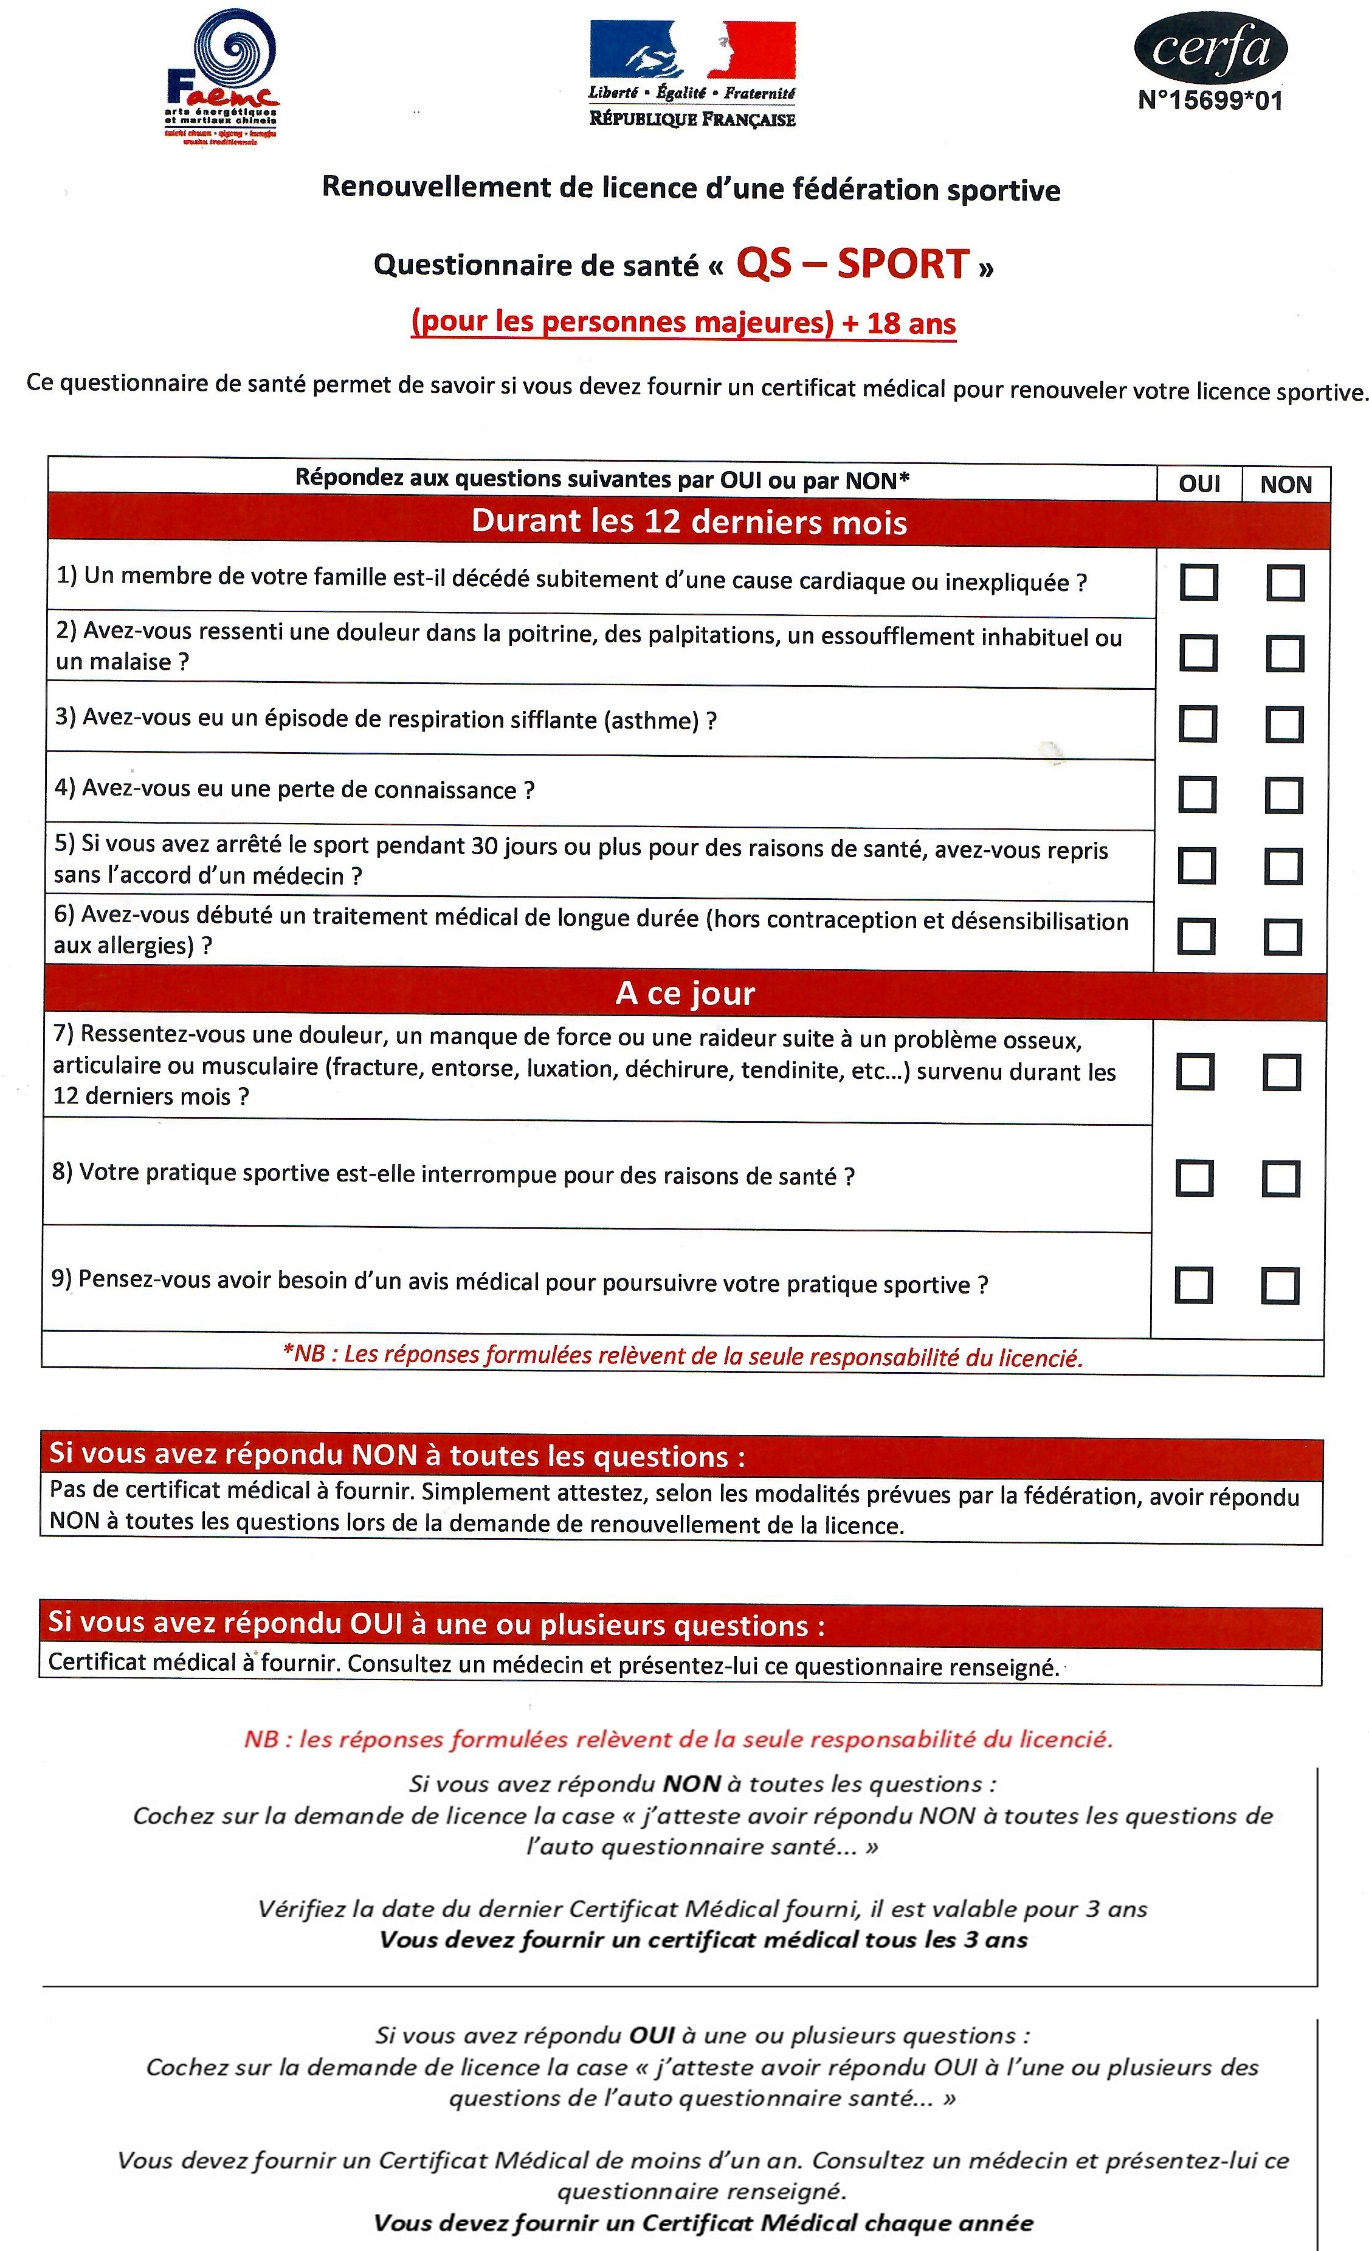 Faemc
arts énergétiques
et martiaux chinois
taichi chuan • qigong • kungfu
wushu traditionnels
Liberté • Égalité • Fraternité
RÉPUBLIQUE FRANÇAISE
cerfa
N°15699*01
Renouvellement de licence d’une fédération sportive
Questionnaire de santé « QS – SPORT »
(pour les personnes majeures) + 18 ans
Ce questionnaire de santé permet de savoir si vous devez fournir un certificat médical pour renouveler votre licence sportive.
Répondez aux questions suivantes par OUI ou par NON* OUI NON
Durant les 12 derniers mois
1) Un membre de votre famille est-il décédé subitement d’une cause cardiaque ou inexpliquée ?
2) Avez-vous ressenti une douleur dans la poitrine, des palpitations, un essoufflement inhabituel ou
un malaise ?
3) Avez-vous eu un épisode de respiration sifflante (asthme) ?
4) Avez-vous eu une perte de connaissance ?
5) Si vous avez arrêté le sport pendant 30 jours ou plus pour des raisons de santé, avez-vous repris
sans l’accord d’un médecin ?
6) Avez-vous débuté un traitement médical de longue durée (hors contraception et désensibilisation
aux allergies) ?
A ce jour
7) Ressentez-vous une douleur, un manque de force ou une raideur suite à un problème osseux,
articulaire ou musculaire (fracture, entorse, luxation, déchirure, tendinite, etc...) survenu durant les
12 derniers mois ?
8) Votre pratique sportive est-elle interrompue pour des raisons de santé ?
9) Pensez-vous avoir besoin d’un avis médical pour poursuivre votre pratique sportive ?
*NB : Les réponses formulées relèvent de la seule responsabilité du licencié.
Si vous avez répondu NON à toutes les questions :
Pas de certificat médical à fournir. Simplement attestez, selon les modalités prévues par la fédération, avoir répondu
NON à toutes les questions lors de la demande de renouvellement de la licence.
Si vous avez répondu OUI à une ou plusieurs questions :
Certificat médical à fournir. Consultez un médecin et présentez-lui ce questionnaire renseigné.
NB : les réponses formulées relèvent de la seule responsabilité du licencié.
Si vous avez répondu NON à toutes les questions :
Cochez sur la demande de licence la case « j’atteste avoir répondu NON à toutes les questions de
l’auto questionnaire santé... »
Vérifiez la date du dernier Certificat Médical fourni, il est valable pour 3 ans
Vous devez fournir un certificat médical tous les 3 ans
Si vous avez répondu OUI à une ou plusieurs questions :
Cochez sur la demande de licence la case « j’atteste avoir répondu OUI à l’une ou plusieurs des
questions de l’auto questionnaire santé... »
Vous devez fournir un Certificat Médical de moins d’un an. Consultez un médecin et présentez-lui ce
questionnaire renseigné.
Vous devez fournir un Certificat Médical chaque année